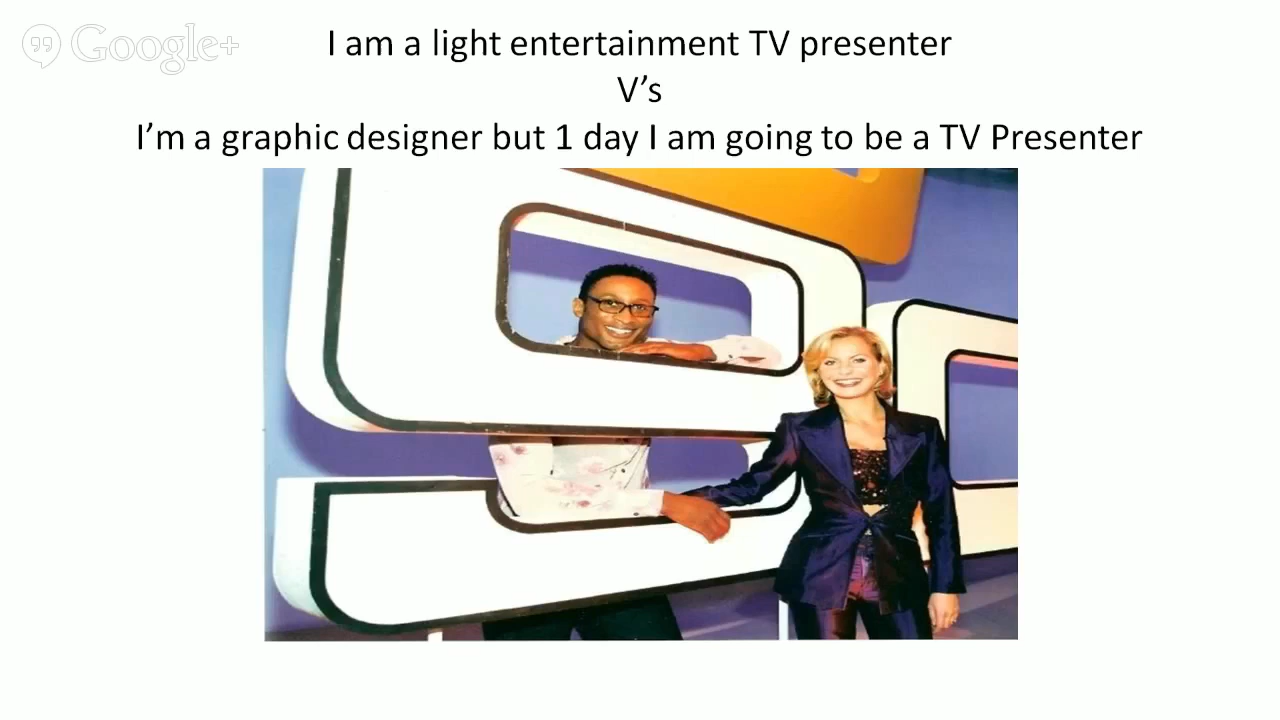 Google+
I am a light entertainment TV presenter
V’s
I’m a graphic designer but 1 day I am going to be a TV Presenter